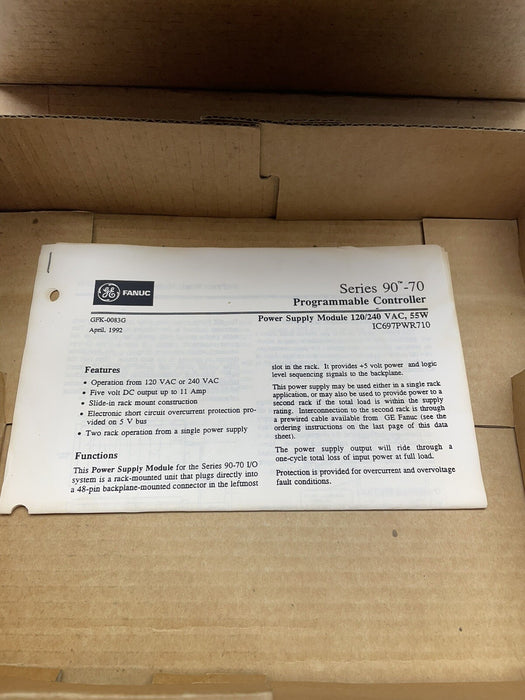 GE FANUC
Series 90™-70
Programmable Controller
GFK-0083G
April, 1992
Power Supply Module 120/240 VAC, 55W
IC697PWR710
Features
• Operation from 120 VAC or 240 VAC
• Five volt DC output up to 11 Amp
• Slide-in rack mount construction
• Electronic short circuit overcurrent protection pro-
vided on 5 V bus
• Two rack operation from a single power supply
Functions
This Power Supply Module for the Series 90-70 I/O
system is a rack-mounted unit that plugs directly into
a 48-pin backplane-mounted connector in the leftmost
slot in the rack. It provides +5 volt power and logic
level sequencing signals to the backplane.
This power supply may be used either in a single rack
application, or may also be used to provide power to a
second rack if the total load is within the supply
rating. Interconnection to the second rack is through
a prewired cable available from GE Fanuc (see the
ordering instructions on the last page of this data
sheet).
The power supply output will ride through a
one-cycle total loss of input power at full load.
Protection is provided for overcurrent and overvoltage
fault conditions.